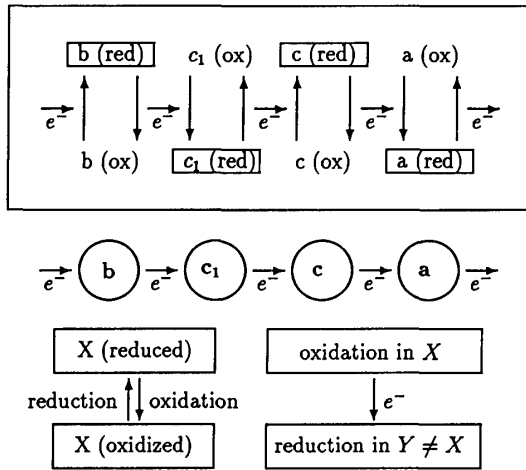 b (red) c₁ (ox) c (red) a (ox)
e⁻ e⁻ e⁻ e⁻ e⁻
b (ox) c₁ (red) c (ox) a (red)
b c₁ c a
e⁻ e⁻ e⁻ e⁻ e⁻
X (reduced) oxidation in X
reduction oxidation e⁻
X (oxidized) reduction in Y ≠ X